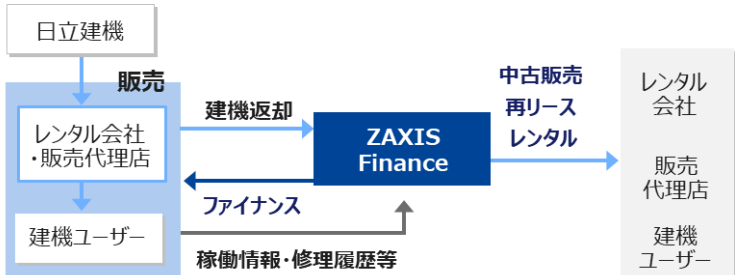 日立建機
販売
レンタル会社
・販売代理店
建機ユーザー
建機返却
ファイナンス
稼働情報・修理履歴等
ZAXIS
Finance
中古販売
再リース
レンタル
レンタル
会社
販売
代理店
建機
ユーザー